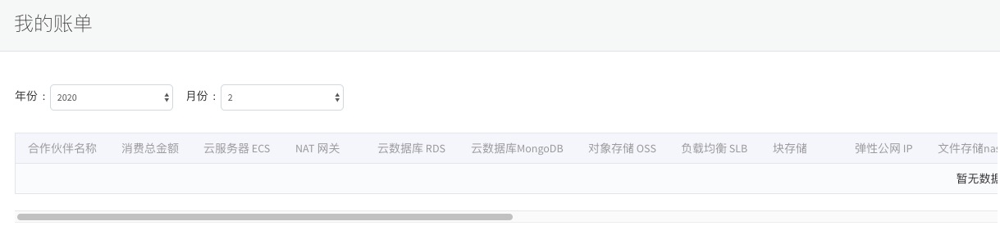 我的账单
年份 : 2020 月份 : 2
合作伙伴名称 消费总金额 云服务器 ECS NAT 网关 云数据库 RDS 云数据库MongoDB 对象存储 OSS 负载均衡 SLB 块存储 弹性公网 IP 文件存储nas
暂无数据